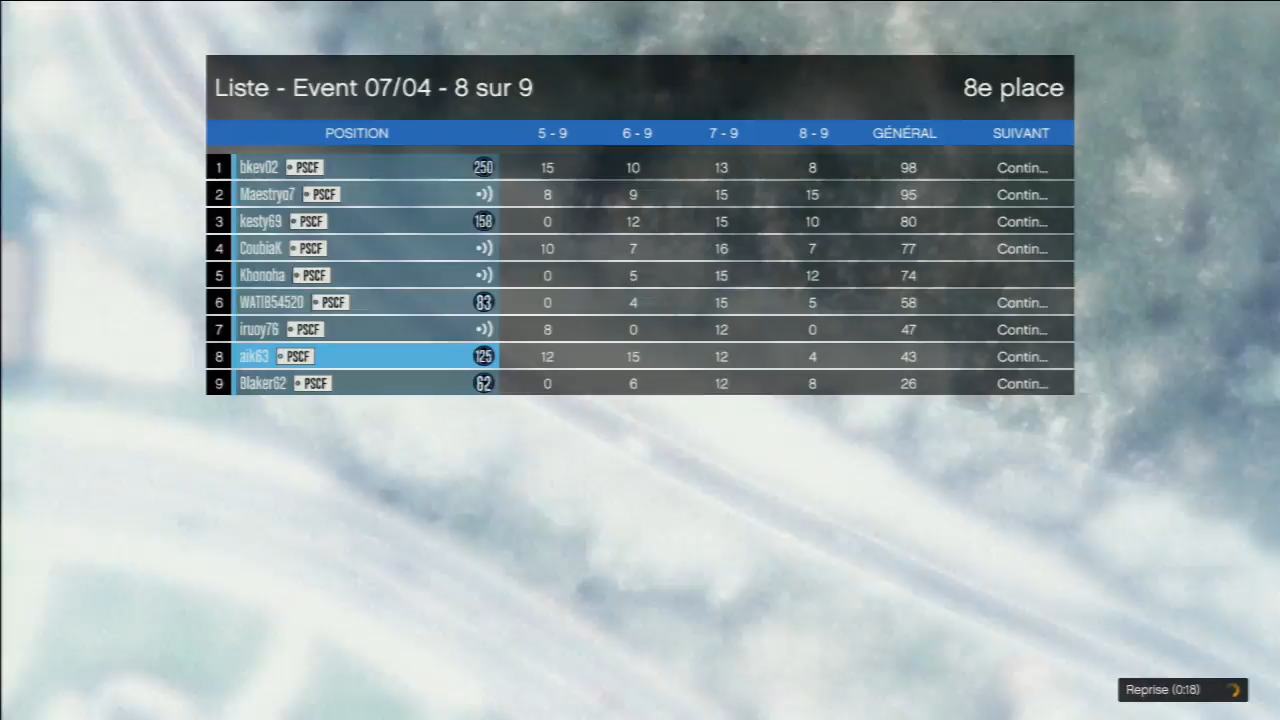 Liste - Event 07/04 - 8 sur 9 8e place
POSITION 5 - 9 6 - 9 7 - 9 8 - 9 GÉNÉRAL SUIVANT
1 bkev02 PSCF 250 15 10 13 8 98 Contin...
2 Maestryo7 PSCF 8 9 15 15 95 Contin...
3 kesty69 PSCF 158 0 12 15 10 80 Contin...
4 CoubiaK PSCF 10 7 16 7 77 Contin...
5 Khonoha PSCF 0 5 15 12 74
6 WATIB54520 PSCF 83 0 4 15 5 58 Contin...
7 iruoy76 PSCF 8 0 12 0 47 Contin...
8 aik63 PSCF 125 12 15 12 4 43 Contin...
9 Blaker62 PSCF 62 0 6 12 8 26 Contin...
Reprise (0:18)